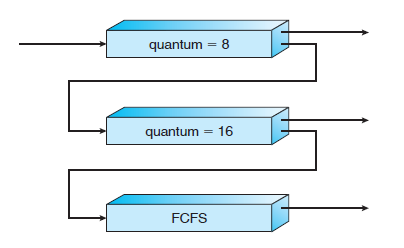 quantum = 8
quantum = 16
FCFS